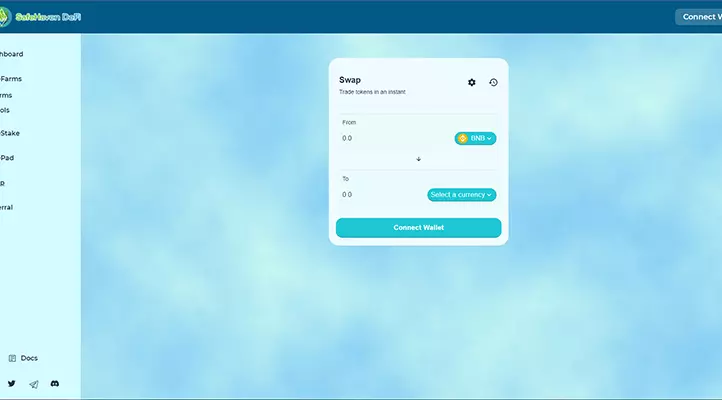 SafeHaven DeFi
Connect W
hboard
Farms
rms
ols
Stake
Pad
R
erral
Docs
Swap
Trade tokens in an instant
From
0.0
BNB
To
0.0
Select a currency
Connect Wallet